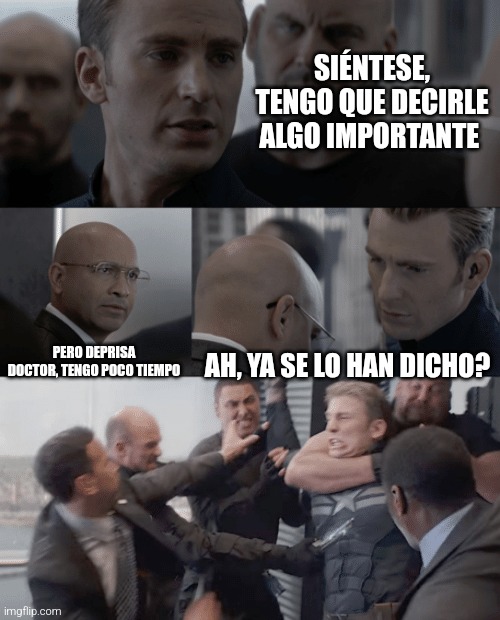 SIÉNTESE,
TENGO QUE DECIRLE
ALGO IMPORTANTE
PERO DEPRISA
DOCTOR, TENGO POCO TIEMPO
AH, YA SE LO HAN DICHO?
imgflip.com